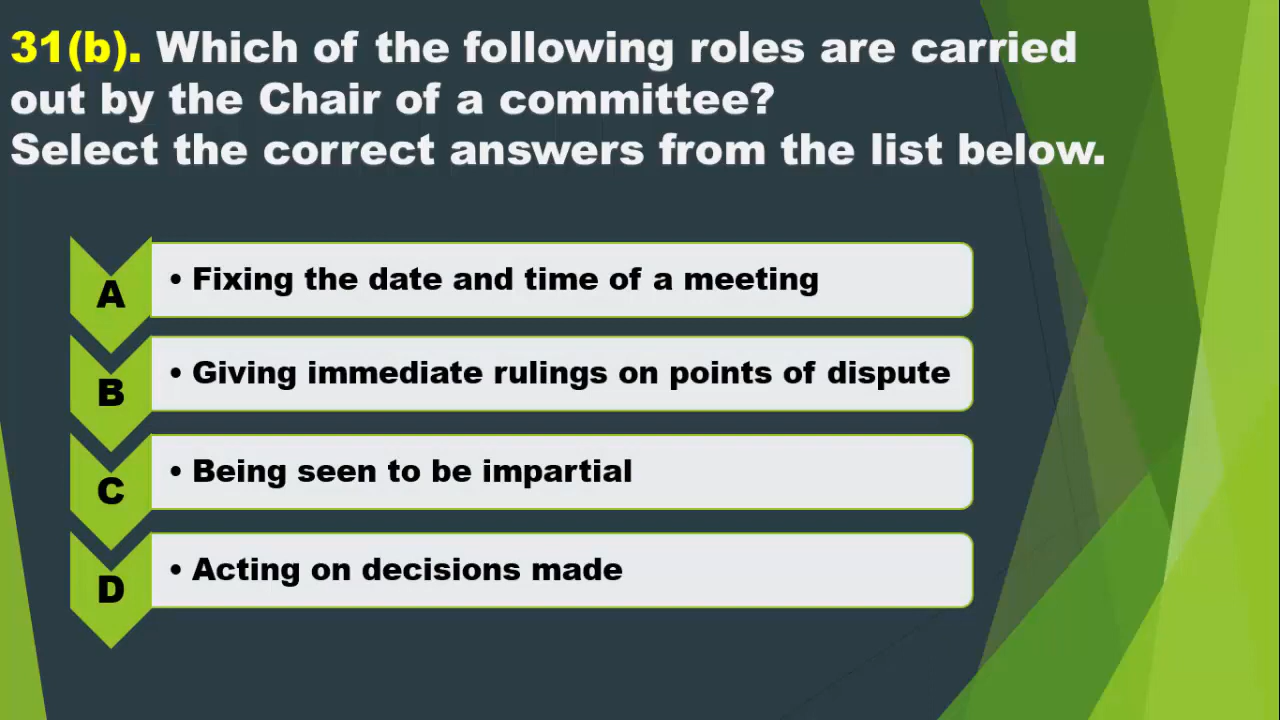 31(b). Which of the following roles are carried
out by the Chair of a committee?
Select the correct answers from the list below.
A
• Fixing the date and time of a meeting
B
• Giving immediate rulings on points of dispute
C
• Being seen to be impartial
D
• Acting on decisions made